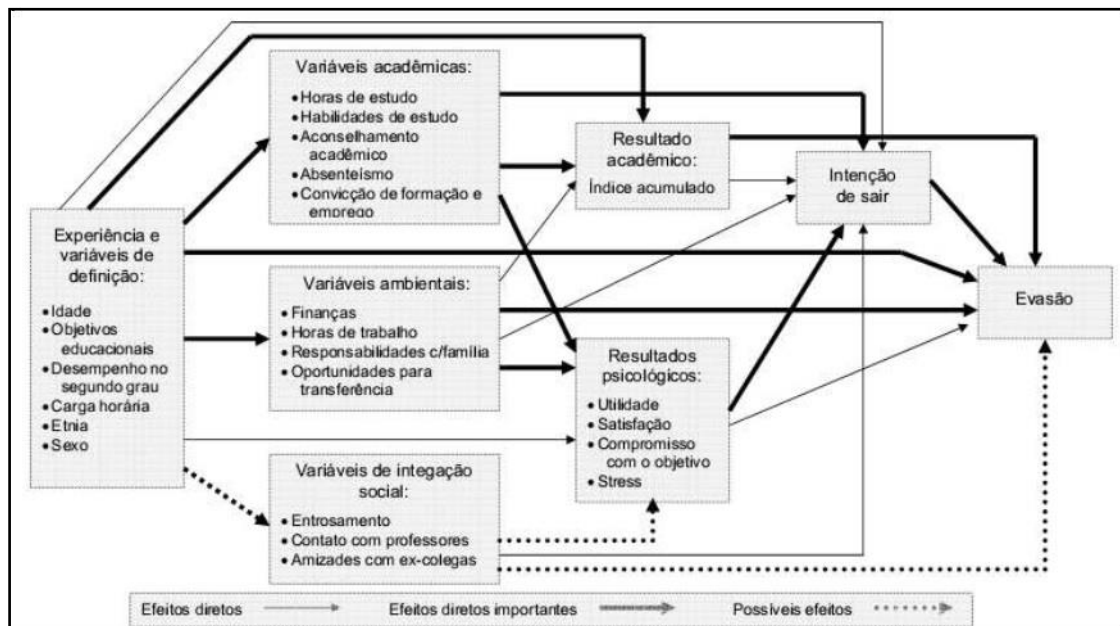 Variáveis acadêmicas:
• Horas de estudo
• Habilidades de estudo
• Aconselhamento
acadêmico
• Absenteísmo
• Convicção de formação e
emprego
Resultado
acadêmico:
Índice acumulado
Intenção
de sair
Experiência e
variáveis de
definição:
• Idade
• Objetivos
educacionais
• Desempenho no
segundo grau
• Carga horária
• Etnia
• Sexo
Variáveis ambientais:
• Finanças
• Horas de trabalho
• Responsabilidades c/família
• Oportunidades para
transferência
Evasão
Resultados
psicológicos:
• Utilidade
• Satisfação
• Compromisso
com o objetivo
• Stress
Variáveis de integação
social:
• Entrosamento
• Contato com professores
• Amizades com ex-colegas
Efeitos diretos
Efeitos diretos importantes
Possíveis efeitos